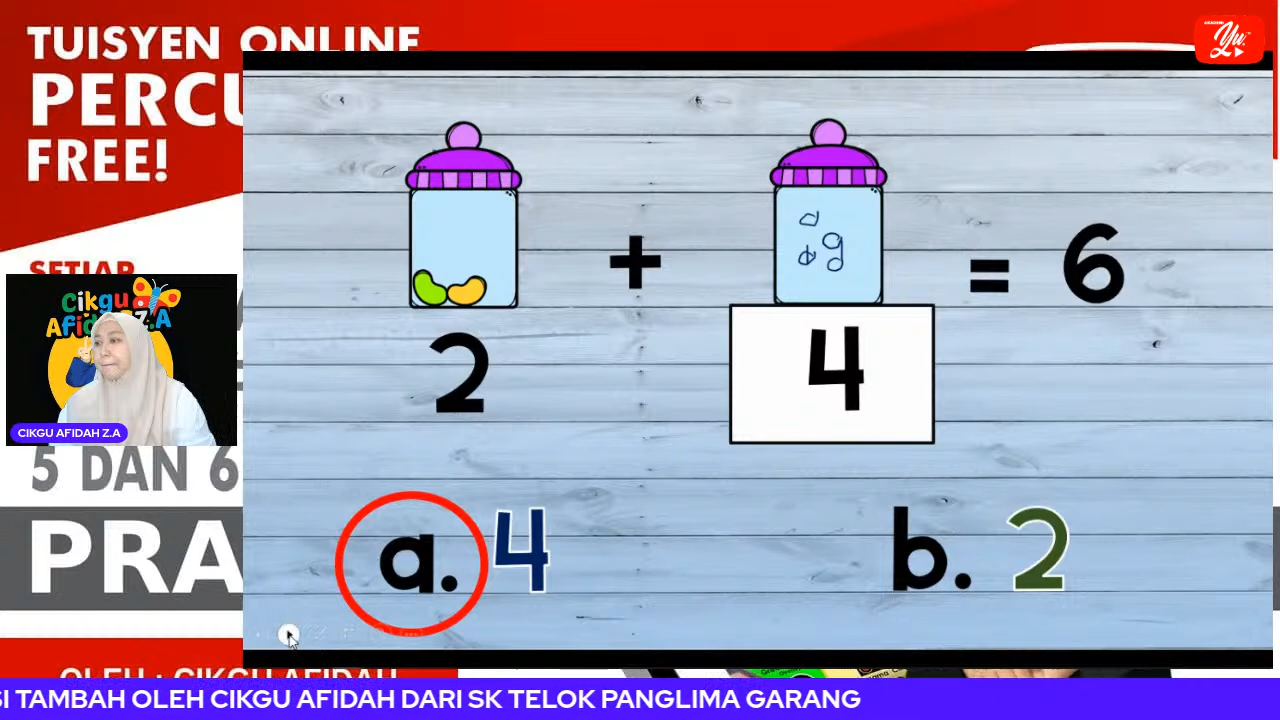 TUISYEN ONLINE
PERCU
FREE!
SETIAP
Cikgu
Afidah Z.A
CIKGU AFIDAH Z.A
5 DAN 6
PRA
OLEH : CIKGU AFIDAH
+ = 6
2 4
a. 4 b. 2
SI TAMBAH OLEH CIKGU AFIDAH DARI SK TELOK PANGLIMA GARANG